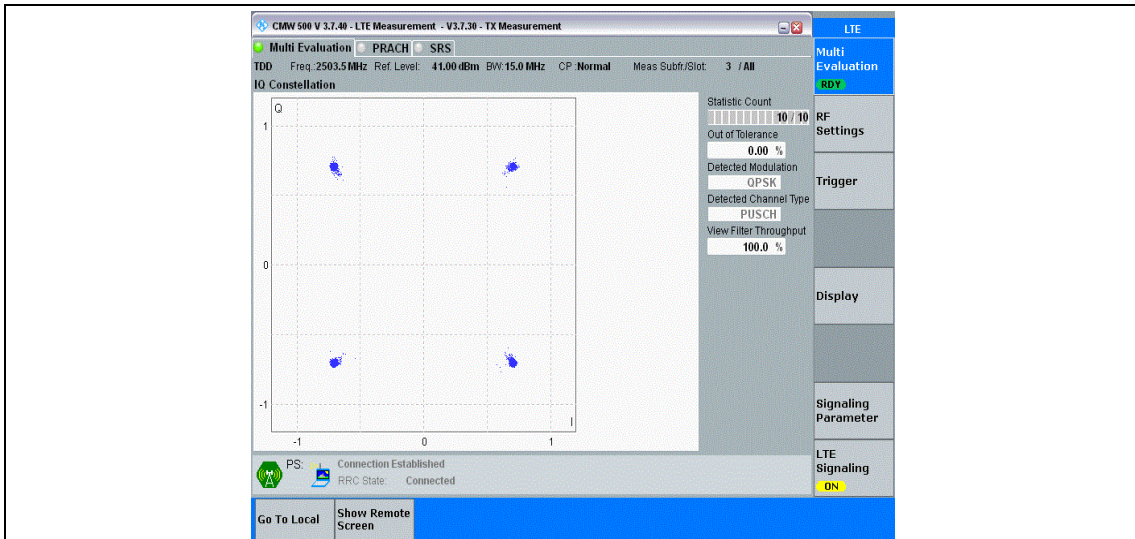 CMW 500 V 3.7.40 - LTE Measurement - V3.7.30 - TX Measurement
LTE
Multi Evaluation PRACH SRS
TDD Freq.:2503.5 MHz Ref. Level: 41.00 dBm BW:15.0 MHz CP :Normal Meas Subfr./Slot: 3 / All
IQ Constellation
Q
1
0
-1
-1 0 1
I
Statistic Count
10 / 10
Out of Tolerance
0.00 %
Detected Modulation
QPSK
Detected Channel Type
PUSCH
View Filter Throughput
100.0 %
Multi
Evaluation
RDY
RF
Settings
Trigger
Display
Signaling
Parameter
LTE
Signaling
ON
PS: Connection Established
RRC State: Connected
Go To Local
Show Remote
Screen